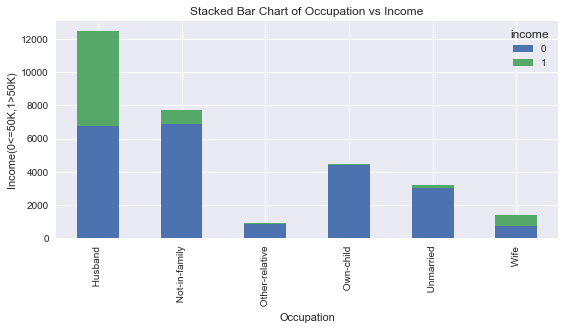 Stacked Bar Chart of Occupation vs Income
income
0
1
Income(0<=50K,1>50K)
12000
10000
8000
6000
4000
2000
0
Husband
Not-in-family
Other-relative
Own-child
Unmarried
Wife
Occupation